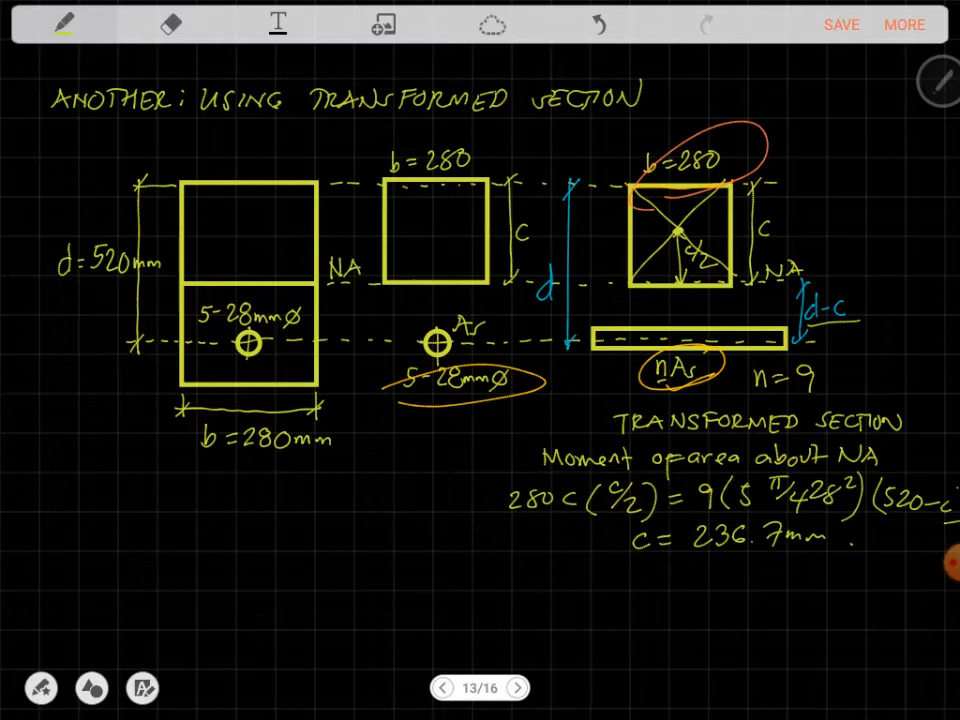 T
SAVE
MORE
ANOTHER: USING TRANSFORMED SECTION
b = 280
b = 280
d = 520mm
C
d
C
C/2
NA
NA
d-c
5-28mmø
As
5-28mmø
nAs
n = 9
b = 280mm
TRANSFORMED SECTION
Moment of area about NA
280 C (C/2) = 9 (5 π/4 28²) (520-c
C = 236.7mm .
13/16
A